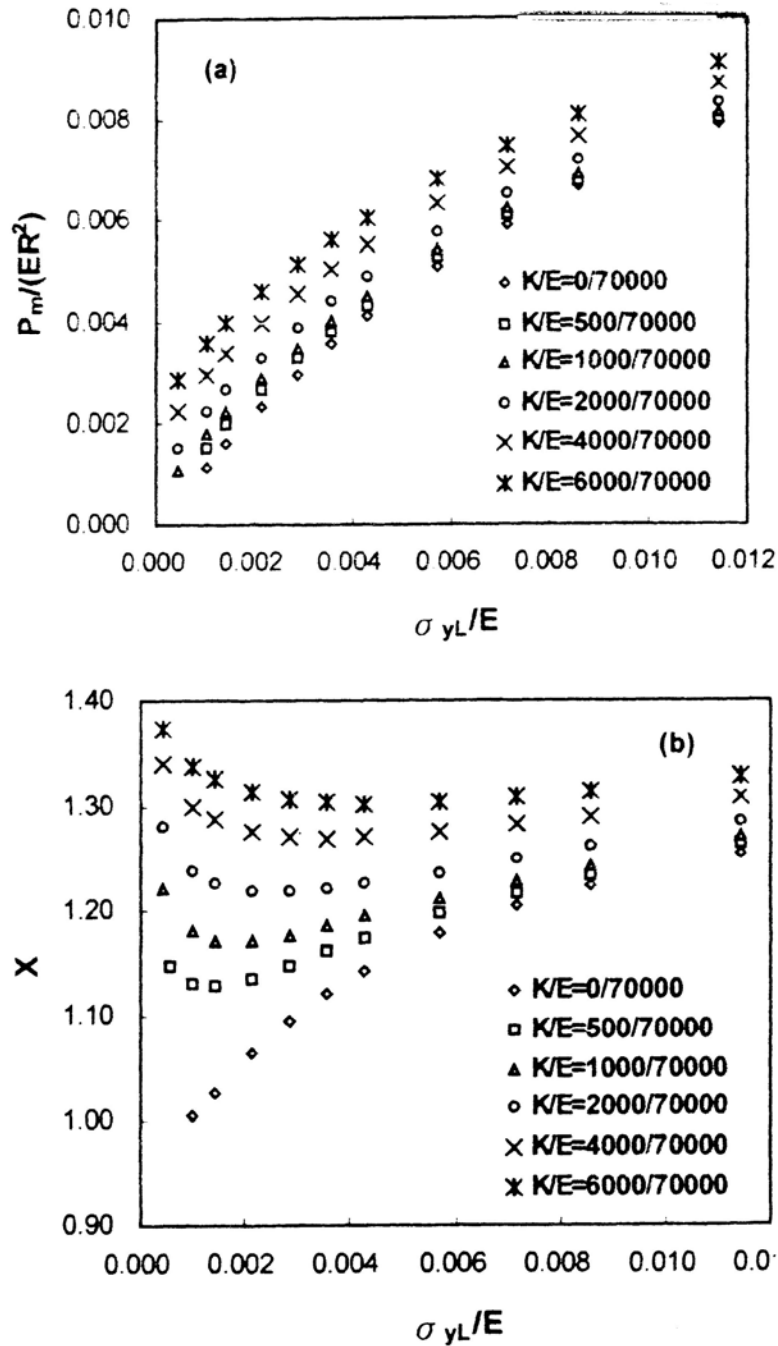 0.010
(a)
0.008
0.006
0.004
0.002
0.000
Pm/(ER²)
K/E=0/70000
K/E=500/70000
K/E=1000/70000
K/E=2000/70000
K/E=4000/70000
K/E=6000/70000
0.000 0.002 0.004 0.006 0.008 0.010 0.012
σ yL/E
1.40
(b)
1.30
1.20
1.10
1.00
0.90
X
K/E=0/70000
K/E=500/70000
K/E=1000/70000
K/E=2000/70000
K/E=4000/70000
K/E=6000/70000
0.000 0.002 0.004 0.006 0.008 0.010 0.0
σ yL/E